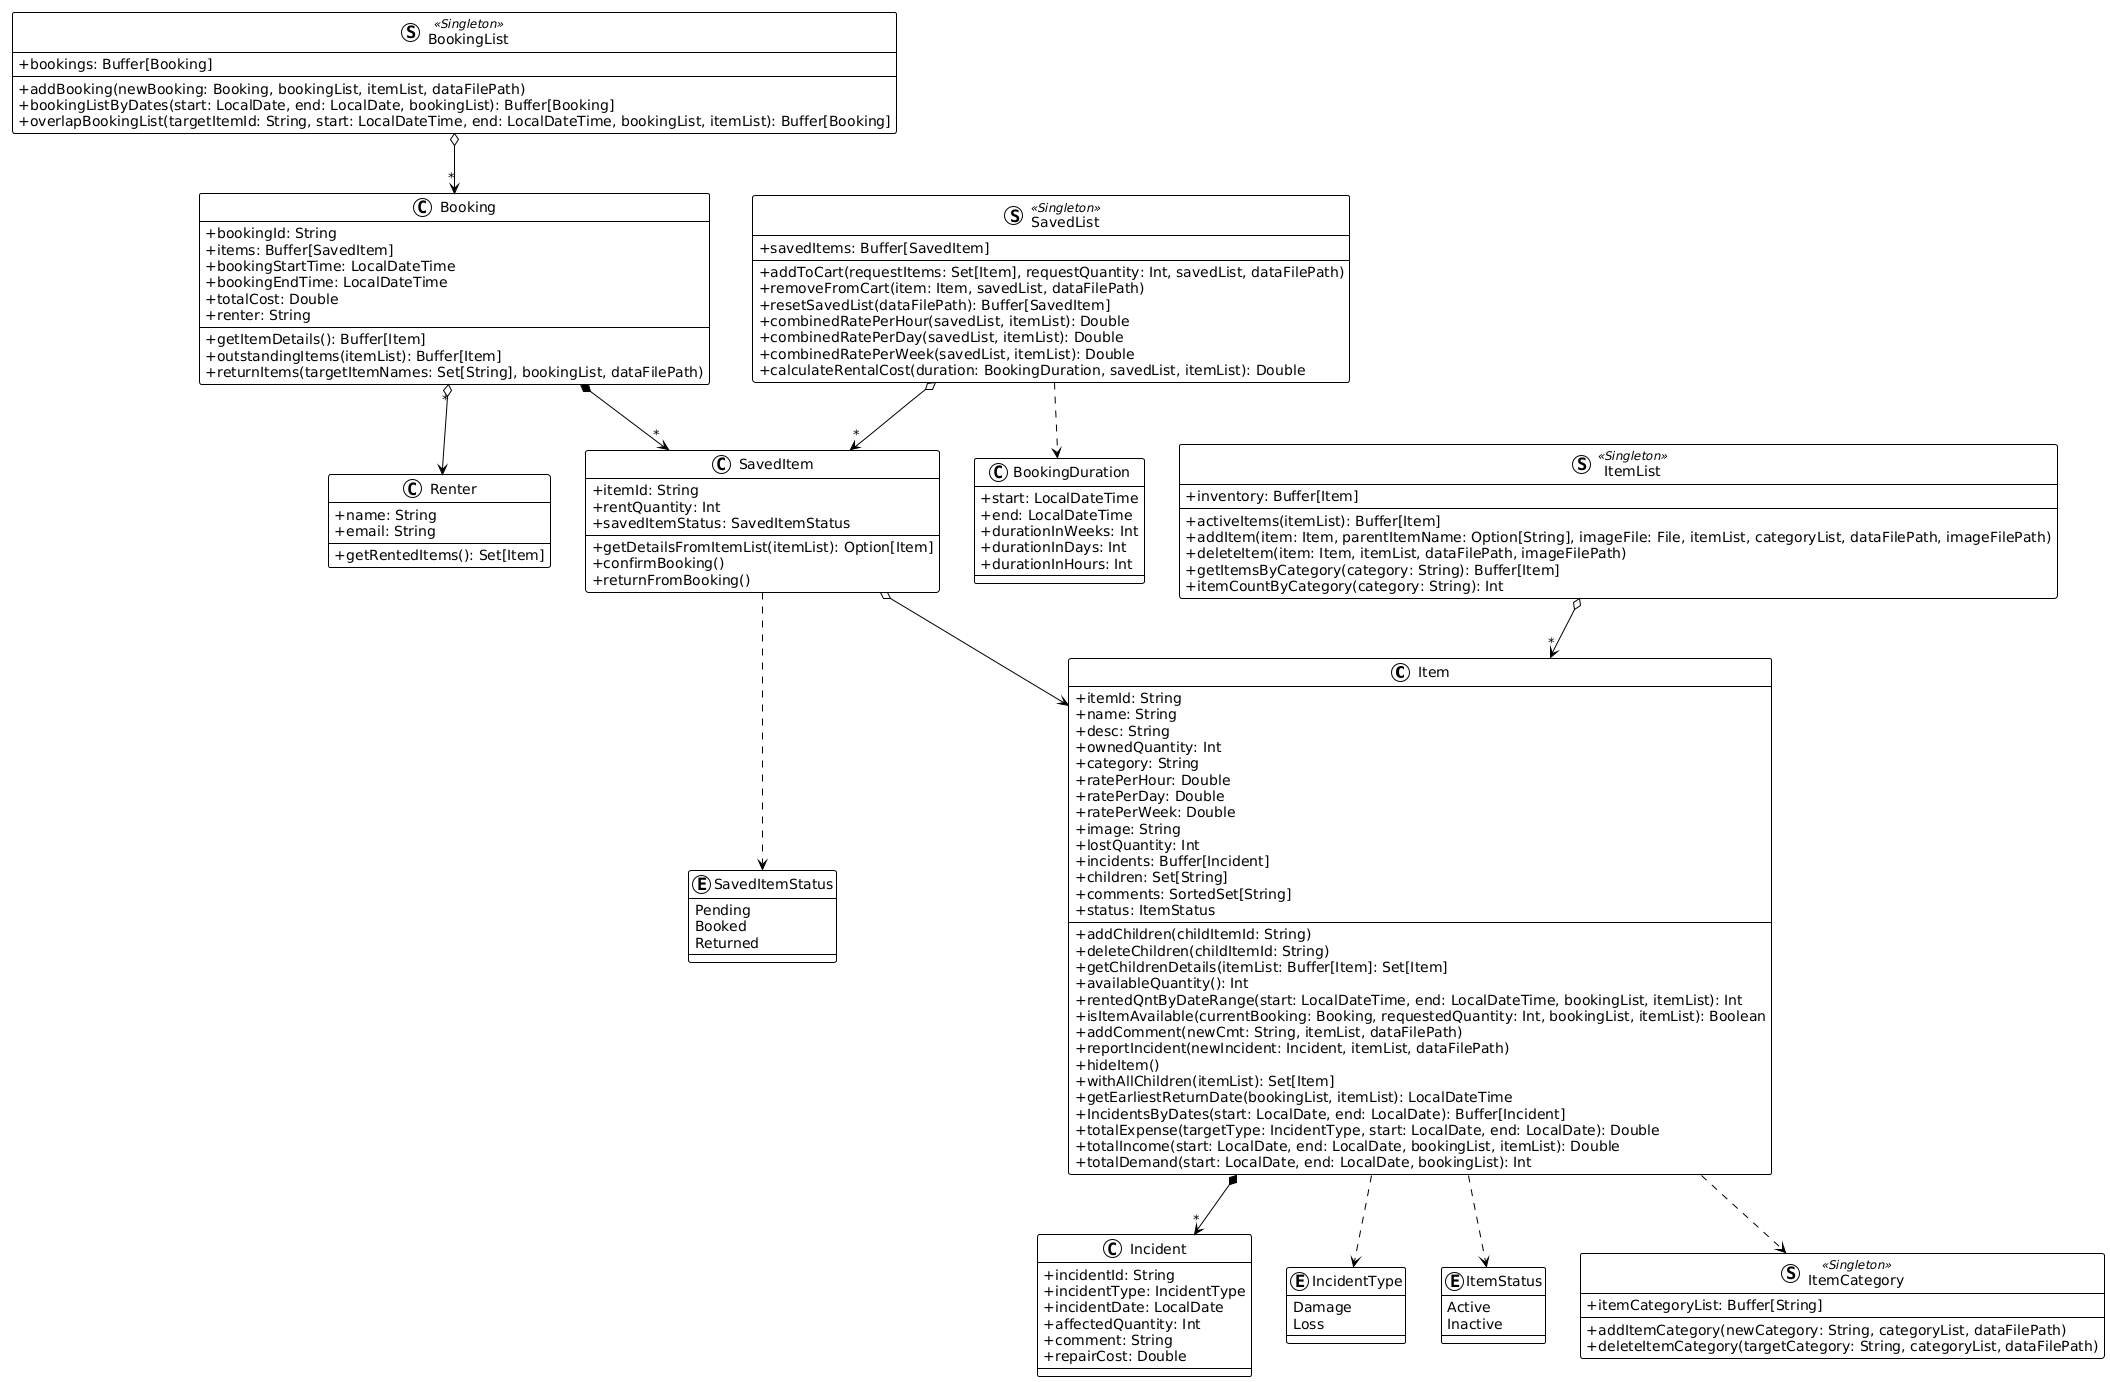 S «Singleton»
BookingList
+bookings: Buffer[Booking]
+addBooking(newBooking: Booking, bookingList, itemList, dataFilePath)
+bookingListByDates(start: LocalDate, end: LocalDate, bookingList): Buffer[Booking]
+overlapBookingList(targetItemId: String, start: LocalDateTime, end: LocalDateTime, bookingList, itemList): Buffer[Booking]
*
C Booking
+bookingId: String
+items: Buffer[SavedItem]
+bookingStartTime: LocalDateTime
+bookingEndTime: LocalDateTime
+totalCost: Double
+renter: String
+getItemDetails(): Buffer[Item]
+outstandingItems(itemList): Buffer[Item]
+returnItems(targetItemNames: Set[String], bookingList, dataFilePath)
S «Singleton»
SavedList
+savedItems: Buffer[SavedItem]
+addToCart(requestItems: Set[Item], requestQuantity: Int, savedList, dataFilePath)
+removeFromCart(item: Item, savedList, dataFilePath)
+resetSavedList(dataFilePath): Buffer[SavedItem]
+combinedRatePerHour(savedList, itemList): Double
+combinedRatePerDay(savedList, itemList): Double
+combinedRatePerWeek(savedList, itemList): Double
+calculateRentalCost(duration: BookingDuration, savedList, itemList): Double
*
*
*
C Renter
+name: String
+email: String
+getRentedItems(): Set[Item]
C SavedItem
+itemId: String
+rentQuantity: Int
+savedItemStatus: SavedItemStatus
+getDetailsFromItemList(itemList): Option[Item]
+confirmBooking()
+returnFromBooking()
C BookingDuration
+start: LocalDateTime
+end: LocalDateTime
+durationInWeeks: Int
+durationInDays: Int
+durationInHours: Int
S «Singleton»
ItemList
+inventory: Buffer[Item]
+activeItems(itemList): Buffer[Item]
+addItem(item: Item, parentItemName: Option[String], imageFile: File, itemList, categoryList, dataFilePath, imageFilePath)
+deleteItem(item: Item, itemList, dataFilePath, imageFilePath)
+getItemsByCategory(category: String): Buffer[Item]
+itemCountByCategory(category: String): Int
*
C Item
+itemId: String
+name: String
+desc: String
+ownedQuantity: Int
+category: String
+ratePerHour: Double
+ratePerDay: Double
+ratePerWeek: Double
+image: String
+lostQuantity: Int
+incidents: Buffer[Incident]
+children: Set[String]
+comments: SortedSet[String]
+status: ItemStatus
+addChildren(childItemId: String)
+deleteChildren(childItemId: String)
+getChildrenDetails(itemList: Buffer[Item]: Set[Item]
+availableQuantity(): Int
+rentedQntByDateRange(start: LocalDateTime, end: LocalDateTime, bookingList, itemList): Int
+isItemAvailable(currentBooking: Booking, requestedQuantity: Int, bookingList, itemList): Boolean
+addComment(newCmt: String, itemList, dataFilePath)
+reportIncident(newIncident: Incident, itemList, dataFilePath)
+hideItem()
+withAllChildren(itemList): Set[Item]
+getEarliestReturnDate(bookingList, itemList): LocalDateTime
+IncidentsByDates(start: LocalDate, end: LocalDate): Buffer[Incident]
+totalExpense(targetType: IncidentType, start: LocalDate, end: LocalDate): Double
+totalIncome(start: LocalDate, end: LocalDate, bookingList, itemList): Double
+totalDemand(start: LocalDate, end: LocalDate, bookingList): Int
E SavedItemStatus
Pending
Booked
Returned
*
C Incident
+incidentId: String
+incidentType: IncidentType
+incidentDate: LocalDate
+affectedQuantity: Int
+comment: String
+repairCost: Double
E IncidentType
Damage
Loss
E ItemStatus
Active
Inactive
S «Singleton»
ItemCategory
+itemCategoryList: Buffer[String]
+addItemCategory(newCategory: String, categoryList, dataFilePath)
+deleteItemCategory(targetCategory: String, categoryList, dataFilePath)